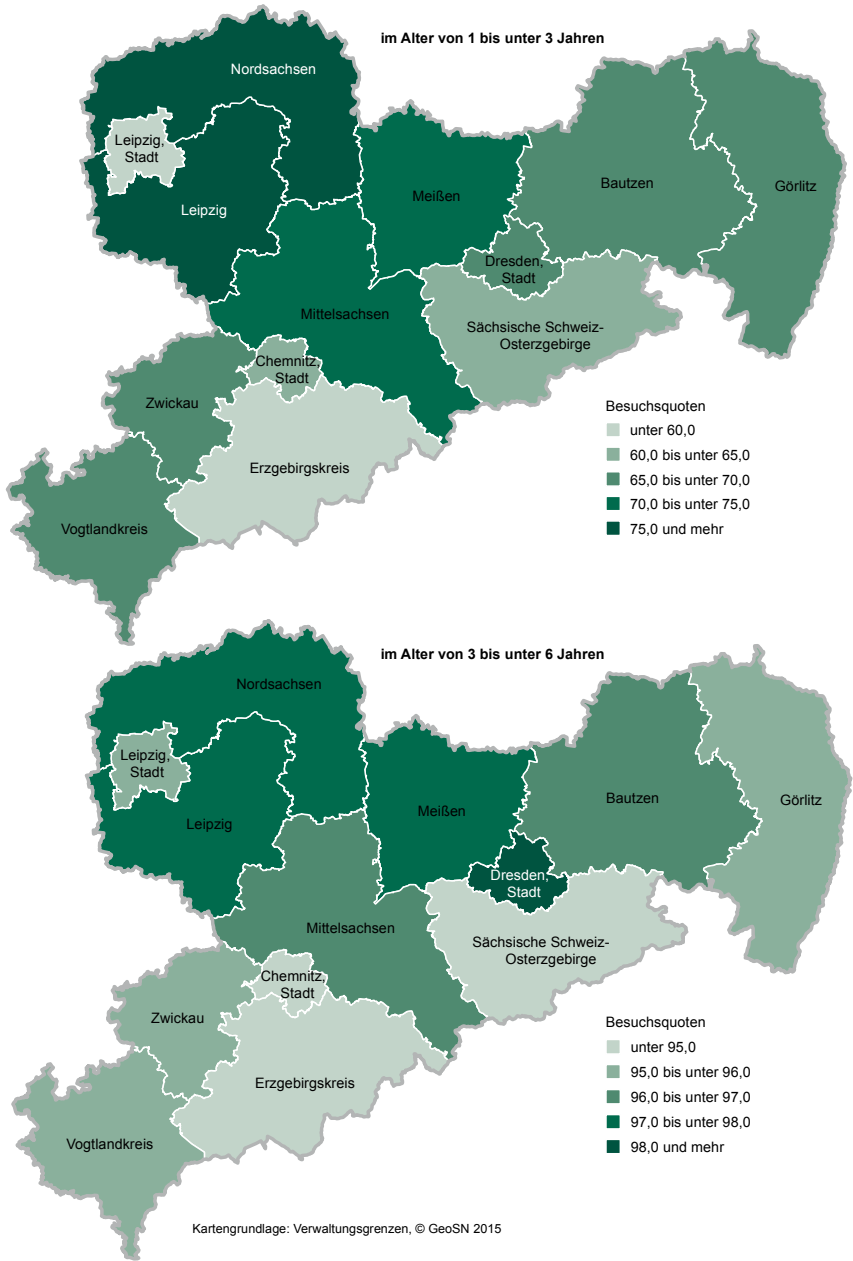 im Alter von 1 bis unter 3 Jahren
Nordsachsen
Leipzig,
Stadt
Leipzig
Meißen
Bautzen
Görlitz
Dresden,
Stadt
Mittelsachsen
Sächsische Schweiz-
Osterzgebirge
Chemnitz,
Stadt
Zwickau
Erzgebirgskreis
Vogtlandkreis
Besuchsquoten
unter 60,0
60,0 bis unter 65,0
65,0 bis unter 70,0
70,0 bis unter 75,0
75,0 und mehr
im Alter von 3 bis unter 6 Jahren
Nordsachsen
Leipzig,
Stadt
Leipzig
Meißen
Bautzen
Görlitz
Dresden,
Stadt
Mittelsachsen
Sächsische Schweiz-
Osterzgebirge
Chemnitz,
Stadt
Zwickau
Erzgebirgskreis
Vogtlandkreis
Besuchsquoten
unter 95,0
95,0 bis unter 96,0
96,0 bis unter 97,0
97,0 bis unter 98,0
98,0 und mehr
Kartengrundlage: Verwaltungsgrenzen, © GeoSN 2015